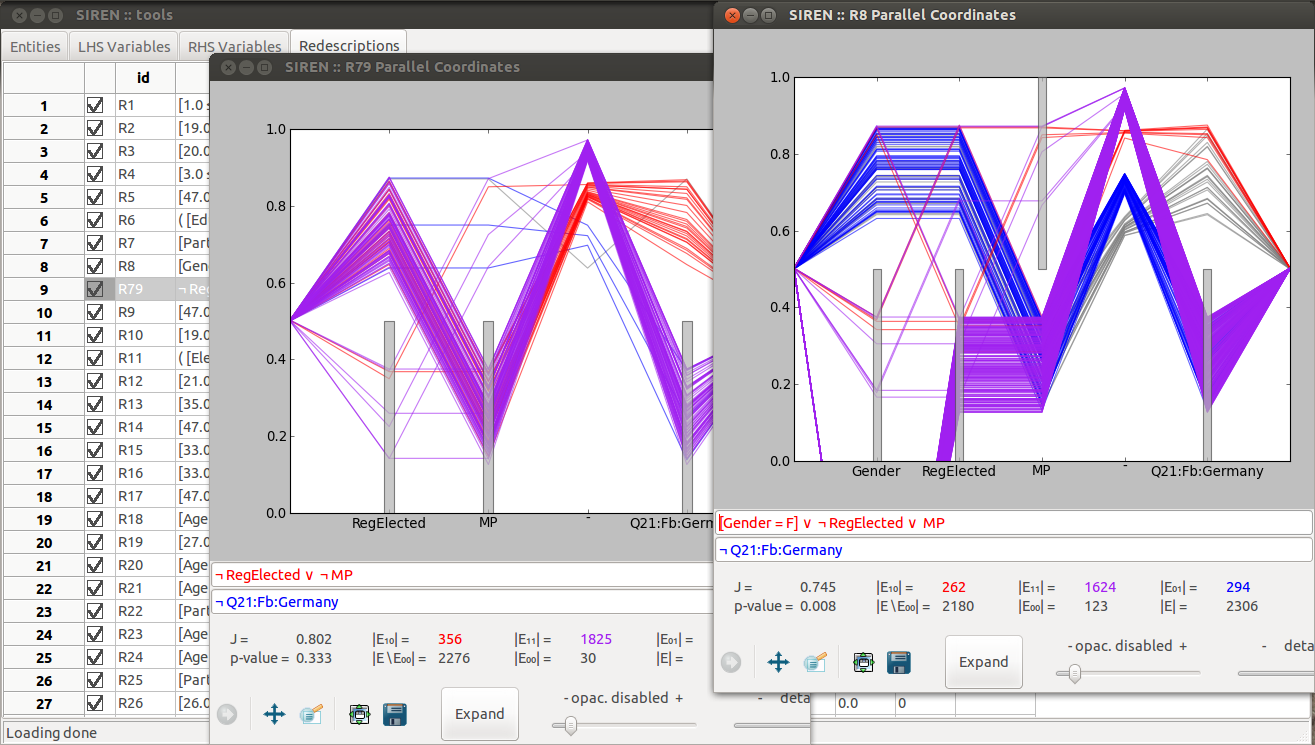 SIREN :: tools
Entities LHS Variables RHS Variables Redescriptions
id
1 R1 [1.0 ≤
2 R2 [19.0
3 R3 [20.0
4 R4 [3.0 ≤
5 R5 [47.0
6 R6 ( [Ed
7 R7 [Part
8 R8 [Gen
9 R79 ¬ Reg
10 R9 [47.0
11 R10 [19.0
12 R11 ( [Ele
13 R12 [21.0
14 R13 [35.0
15 R14 [47.0
16 R15 [33.0
17 R16 [33.0
18 R17 [47.0
19 R18 [Age
20 R19 [27.0
21 R20 [Age
22 R21 [Age
23 R22 [Part
24 R23 [Age
25 R24 [Age
26 R25 [Part
27 R26 [26.0
0.0 0
Loading done
SIREN :: R79 Parallel Coordinates
1.0
0.8
0.6
0.4
0.2
0.0
RegElected MP - Q21:Fb:Germ
¬ RegElected ∨ ¬ MP
¬ Q21:Fb:Germany
J = 0.802 |E₁₀| = 356 |E₁₁| = 1825 |E₀₁| =
p-value = 0.333 |E∖E₀₀| = 2276 |E₀₀| = 30 |E| =
Expand
- opac. disabled +
- deta
SIREN :: R8 Parallel Coordinates
1.0
0.8
0.6
0.4
0.2
0.0
Gender RegElected MP - Q21:Fb:Germany
[Gender = F] ∨ ¬ RegElected ∨ MP
¬ Q21:Fb:Germany
J = 0.745 |E₁₀| = 262 |E₁₁| = 1624 |E₀₁| = 294
p-value = 0.008 |E∖E₀₀| = 2180 |E₀₀| = 123 |E| = 2306
Expand
- opac. disabled +
- deta